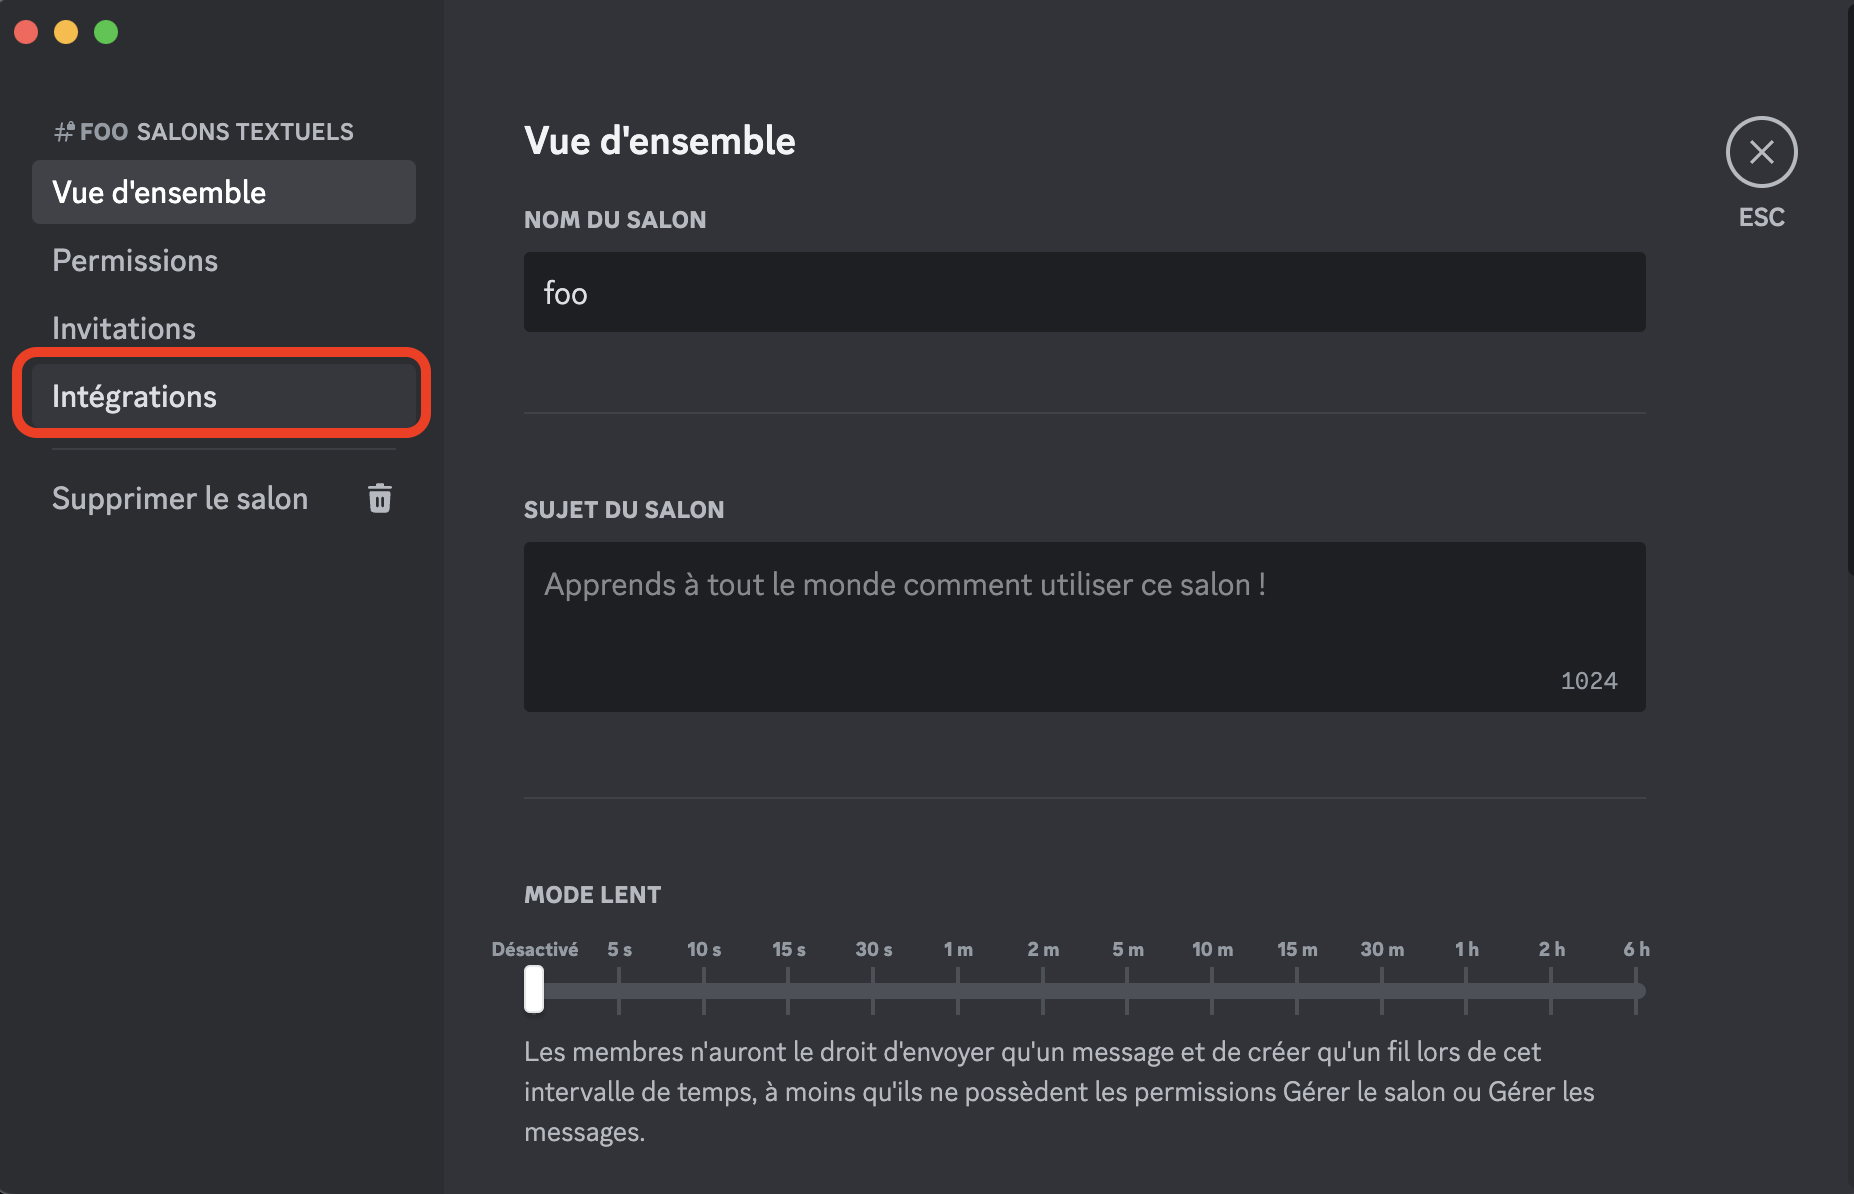 #FOO SALONS TEXTUELS
Vue d'ensemble
Permissions
Invitations
Intégrations
Supprimer le salon
Vue d'ensemble
NOM DU SALON
foo
SUJET DU SALON
Apprends à tout le monde comment utiliser ce salon !
1024
MODE LENT
Désactivé 5 s 10 s 15 s 30 s 1 m 2 m 5 m 10 m 15 m 30 m 1 h 2 h 6 h
Les membres n'auront le droit d'envoyer qu'un message et de créer qu'un fil lors de cet
intervalle de temps, à moins qu'ils ne possèdent les permissions Gérer le salon ou Gérer les
messages.
ESC